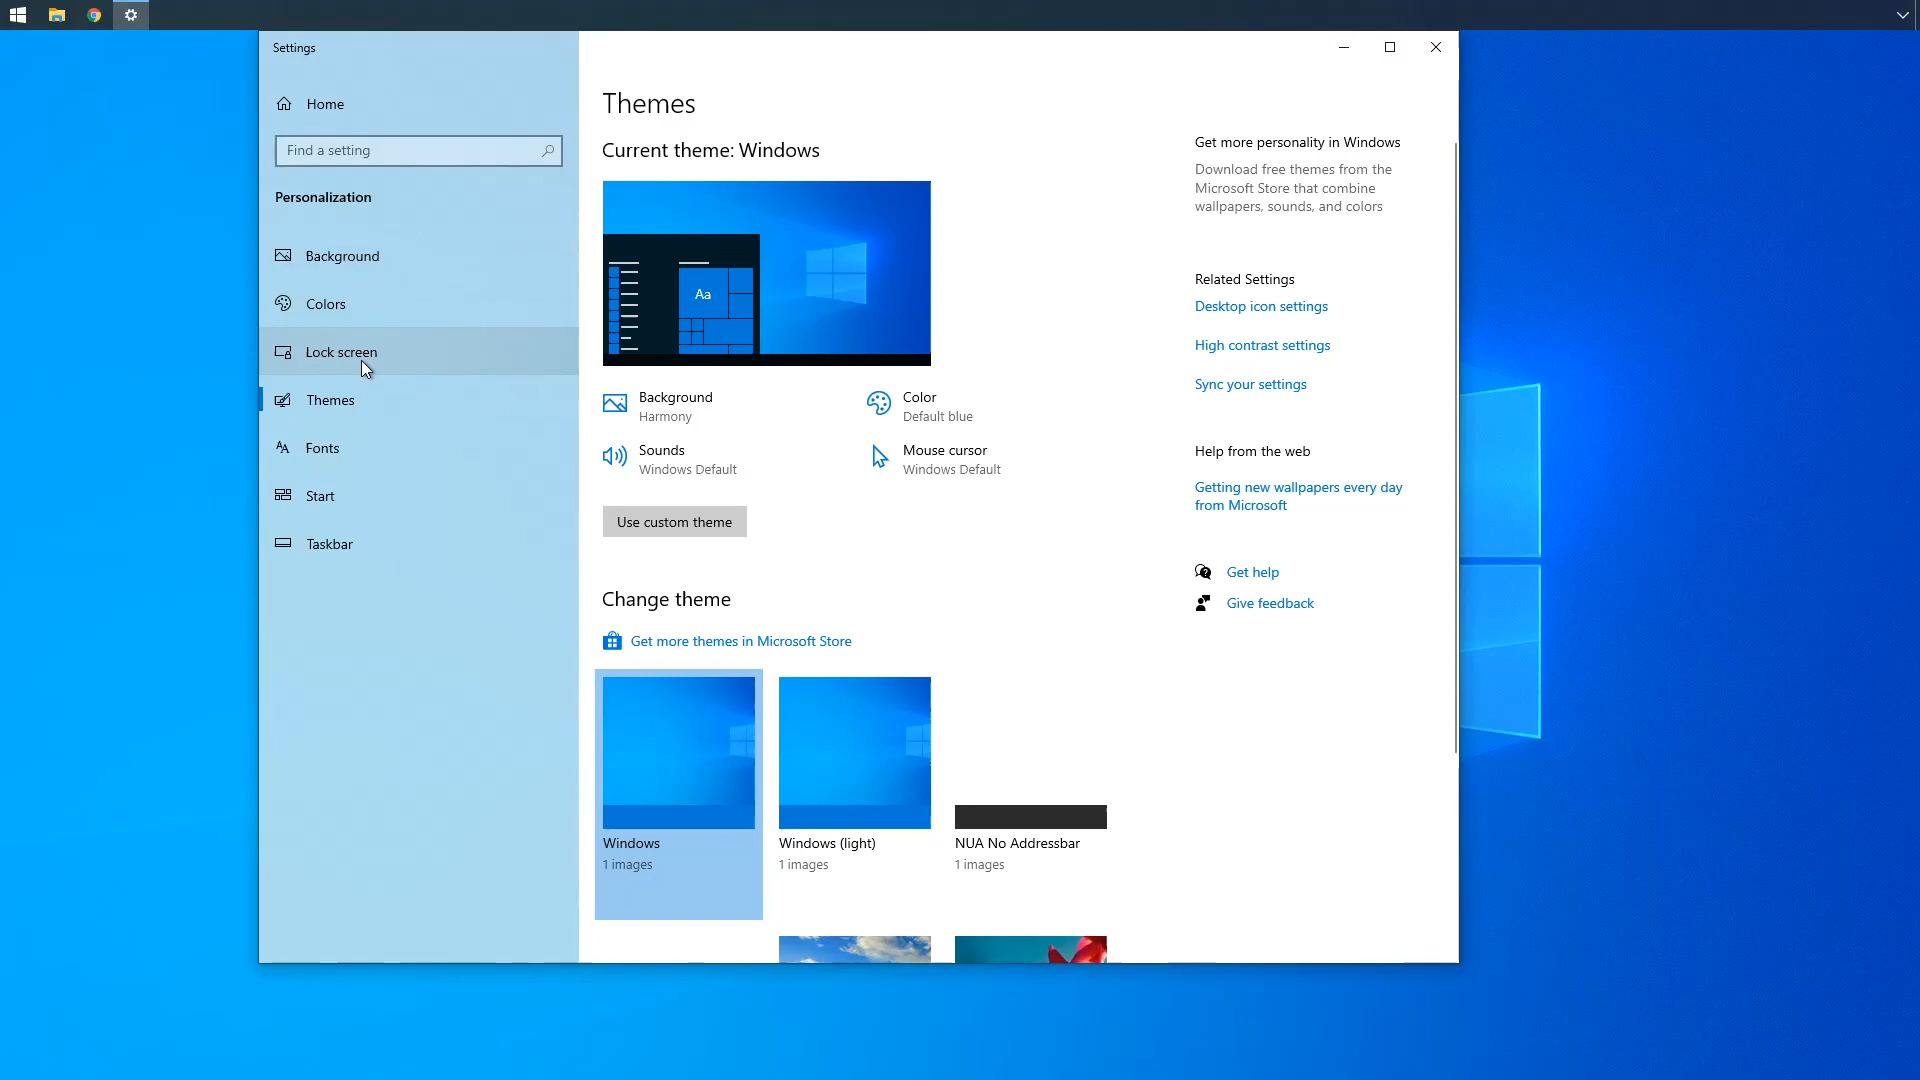 Settings
Home
Find a setting
Personalization
Background
Colors
Lock screen
Themes
Fonts
Start
Taskbar
Themes
Current theme: Windows
Aa
Background
Harmony
Color
Default blue
Sounds
Windows Default
Mouse cursor
Windows Default
Use custom theme
Change theme
Get more themes in Microsoft Store
Windows
1 images
Windows (light)
1 images
NUA No Addressbar
1 images
Get more personality in Windows
Download free themes from the
Microsoft Store that combine
wallpapers, sounds, and colors
Related Settings
Desktop icon settings
High contrast settings
Sync your settings
Help from the web
Getting new wallpapers every day
from Microsoft
Get help
Give feedback